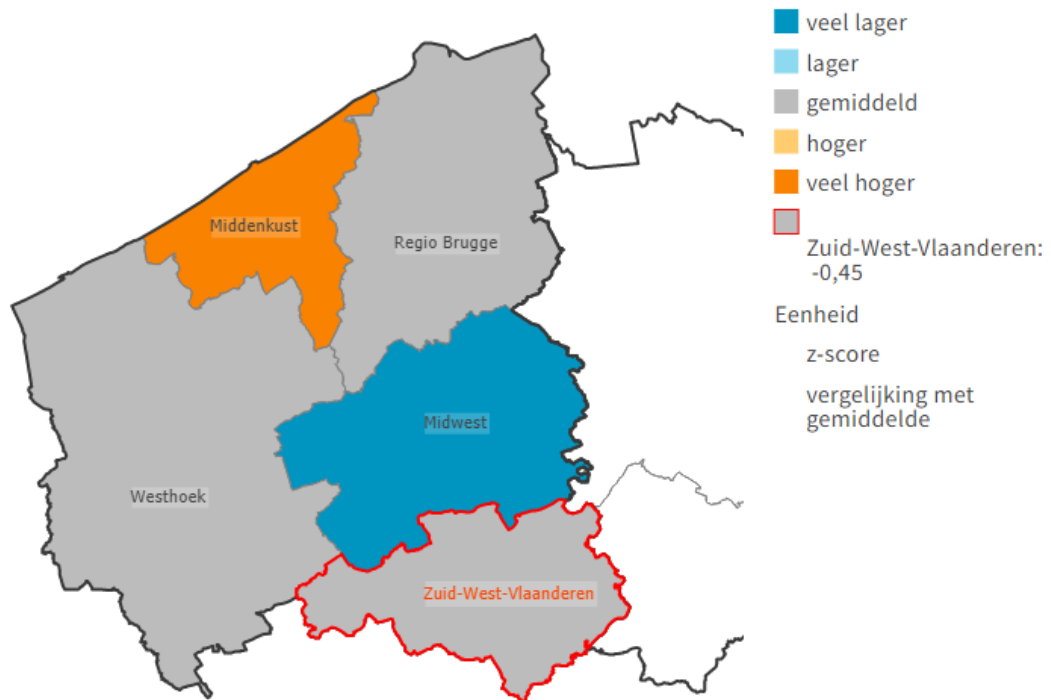 veel lager
lager
gemiddeld
hoger
veel hoger
Zuid-West-Vlaanderen:
-0,45
Eenheid
z-score
vergelijking met
gemiddelde
Middenkust
Regio Brugge
Midwest
Westhoek
Zuid-West-Vlaanderen